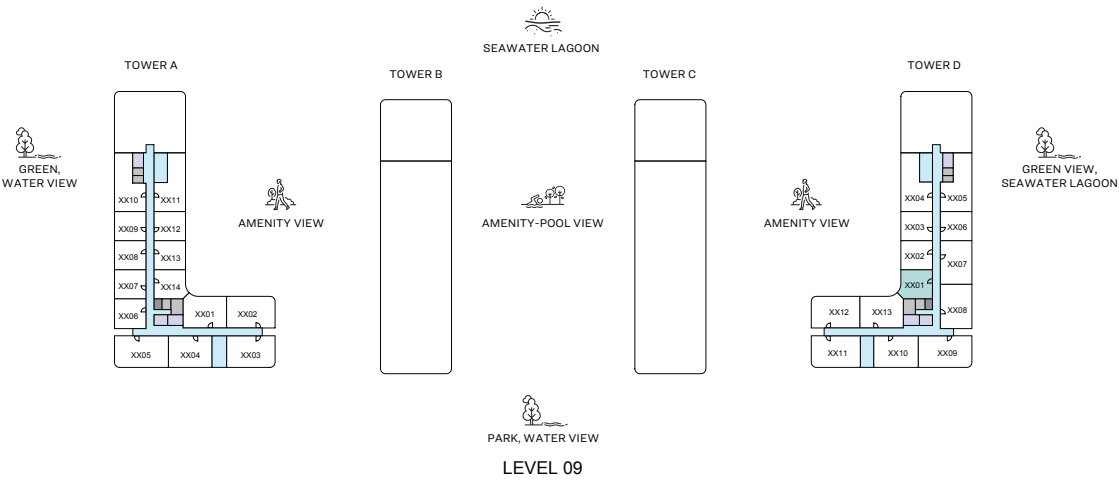 SEAWATER LAGOON
TOWER A
TOWER B
TOWER C
TOWER D
GREEN,
WATER VIEW
GREEN VIEW,
SEAWATER LAGOON
AMENITY VIEW
AMENITY-POOL VIEW
AMENITY VIEW
XX10
XX11
XX09
XX12
XX08
XX13
XX07
XX14
XX06
XX01
XX02
XX05
XX04
XX03
XX04
XX05
XX03
XX06
XX02
XX07
XX01
XX12
XX13
XX08
XX11
XX10
XX09
PARK, WATER VIEW
LEVEL 09